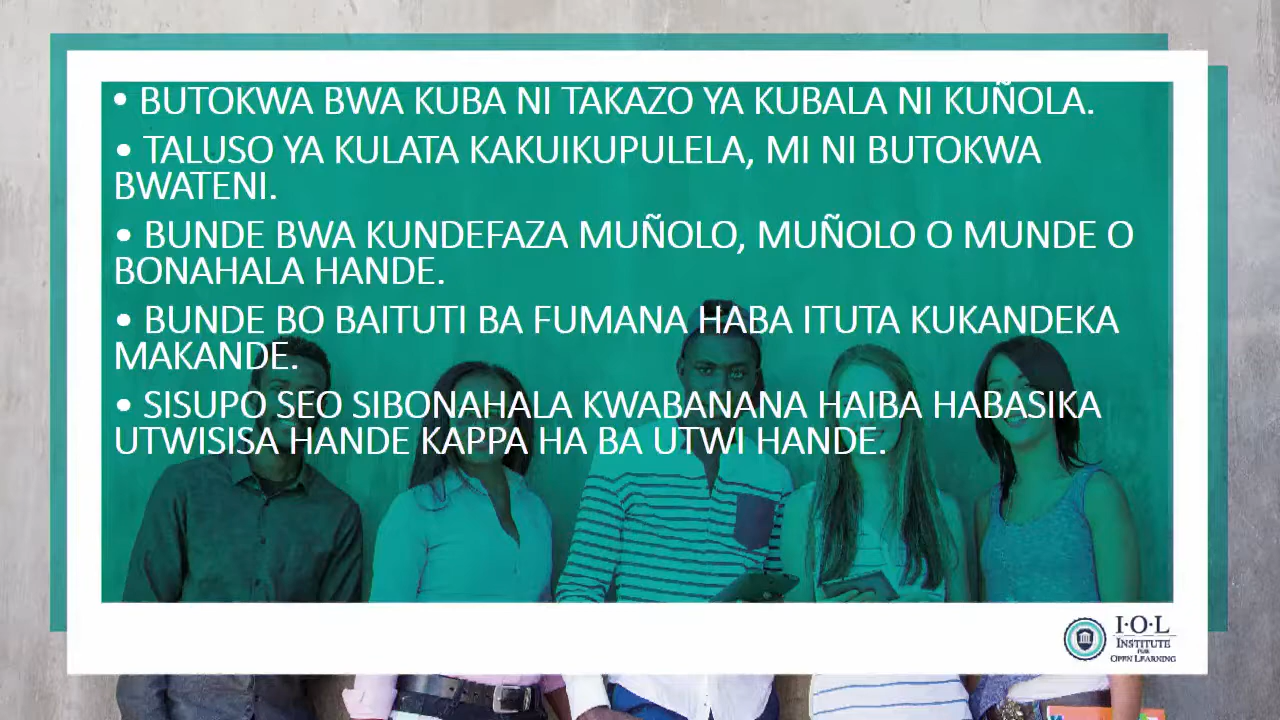 • BUTOKWA BWA KUBA NI TAKAZO YA KUBALA NI KUÑOLA.
• TALUSO YA KULATA KAKUIKUPULELA, MI NI BUTOKWA
BWATENI.
• BUNDE BWA KUNDEFAZA MUÑOLO, MUÑOLO O MUNDE O
BONAHALA HANDE.
• BUNDE BO BAITUTI BA FUMANA HABA ITUTA KUKANDEKA
MAKANDE.
• SISUPO SEO SIBONAHALA KWABANANA HAIBA HABASIKA
UTWISISA HANDE KAPPA HA BA UTWI HANDE.
I·O·L
INSTITUTE
FOR
OPEN LEARNING